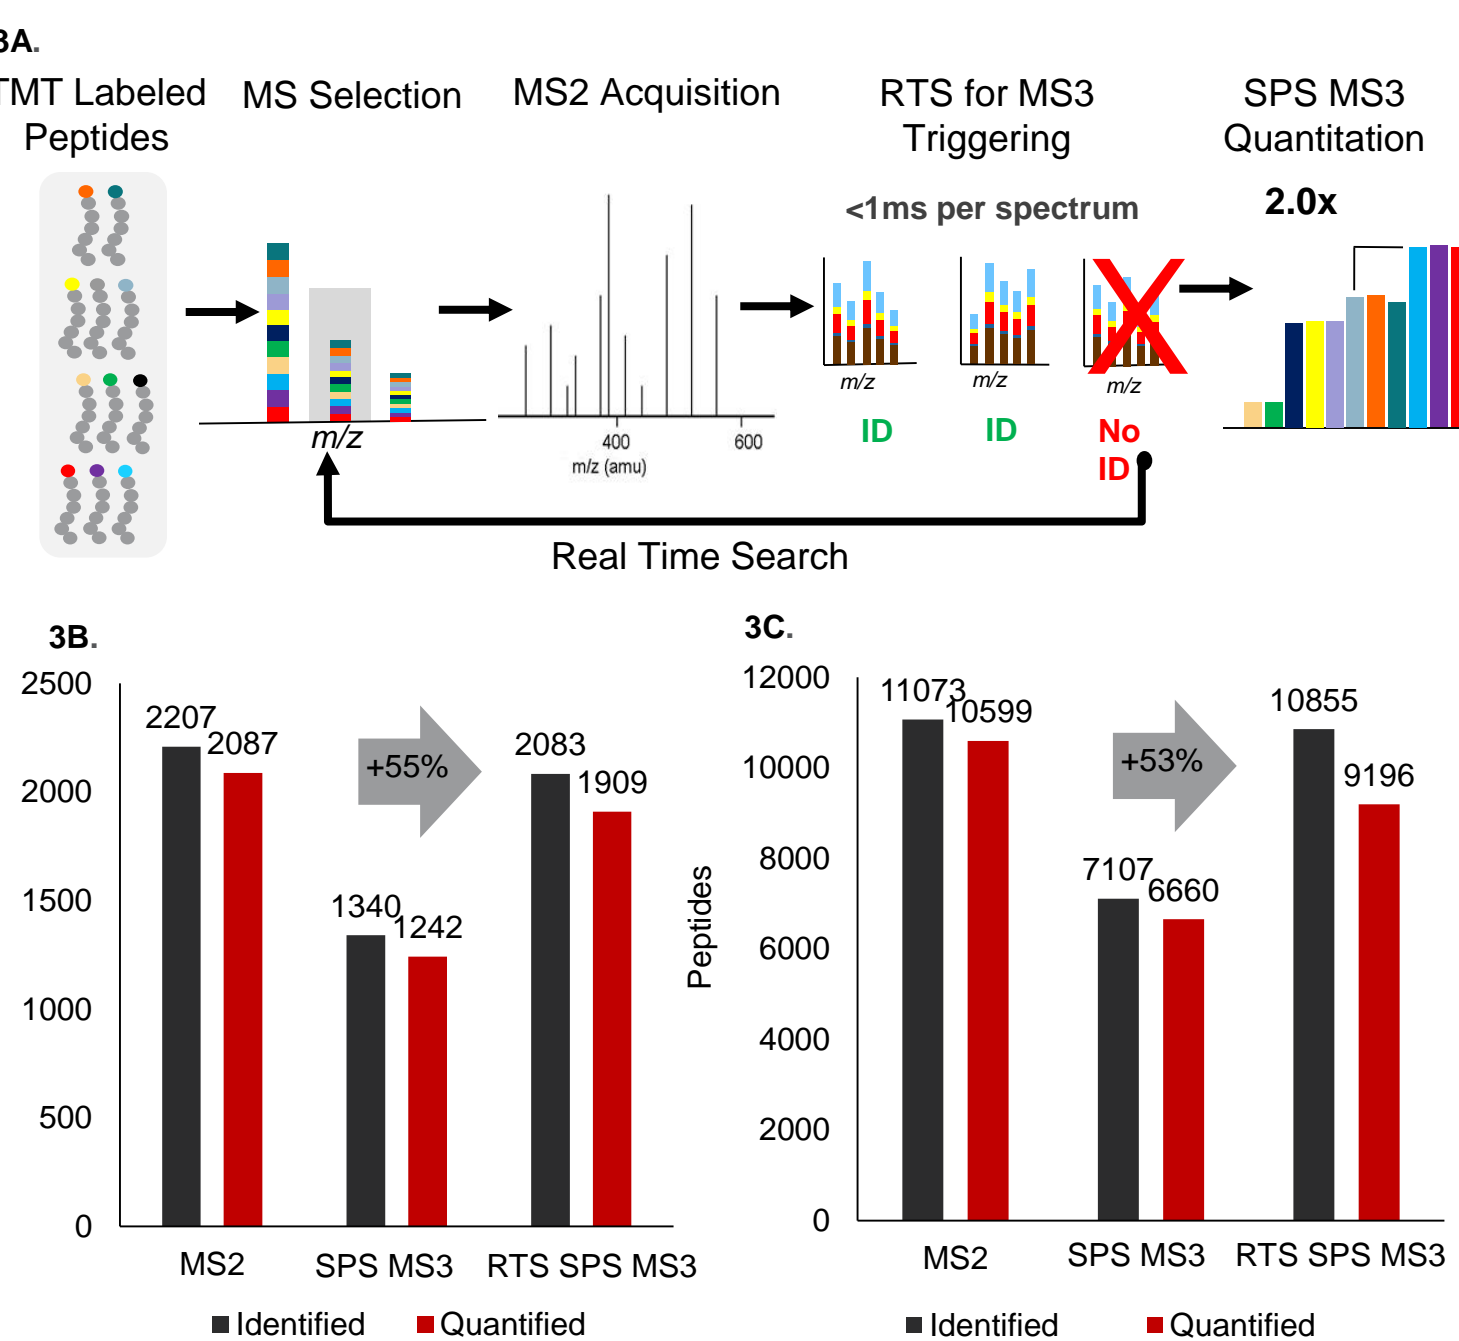 3A.
TMT Labeled
Peptides
MS Selection
MS2 Acquisition
RTS for MS3
Triggering
SPS MS3
Quantitation
<1ms per spectrum
2.0x
m/z
400
600
m/z (amu)
m/z
m/z
m/z
ID
ID
No
ID
Real Time Search
3B.
2500
2000
1500
1000
500
0
2207
2087
+55%
1340
1242
2083
1909
MS2
SPS MS3
RTS SPS MS3
Identified
Quantified
3C.
Peptides
12000
10000
8000
6000
4000
2000
0
11073
10599
+53%
7107
6660
10855
9196
MS2
SPS MS3
RTS SPS MS3
Identified
Quantified